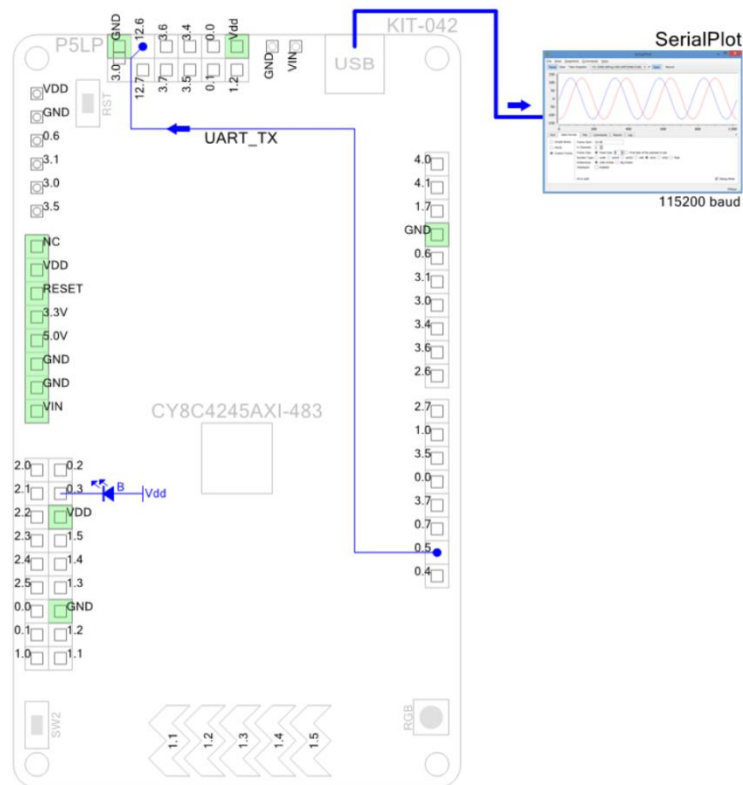 KIT-042
SerialPlot
P5LP
GND
12.6
3.6
3.4
0.0
Vdd
3.0
12.7
3.7
3.5
0.1
1.2
GND
VIN
USB
RST
UART_TX
115200 baud
VDD
GND
0.6
3.1
3.0
3.5
NC
VDD
RESET
3.3V
5.0V
GND
GND
VIN
4.0
4.1
1.7
GND
0.6
3.1
3.0
3.4
3.6
2.6
CY8C4245AXI-483
2.7
1.0
3.5
0.0
3.7
0.7
0.5
0.4
2.0 0.2
2.1 0.3 B Vdd
2.2 VDD
2.3 1.5
2.4 1.4
2.5 1.3
0.0 GND
0.1 1.2
1.0 1.1
SW2
1.1
1.2
1.3
1.4
1.5
RGB